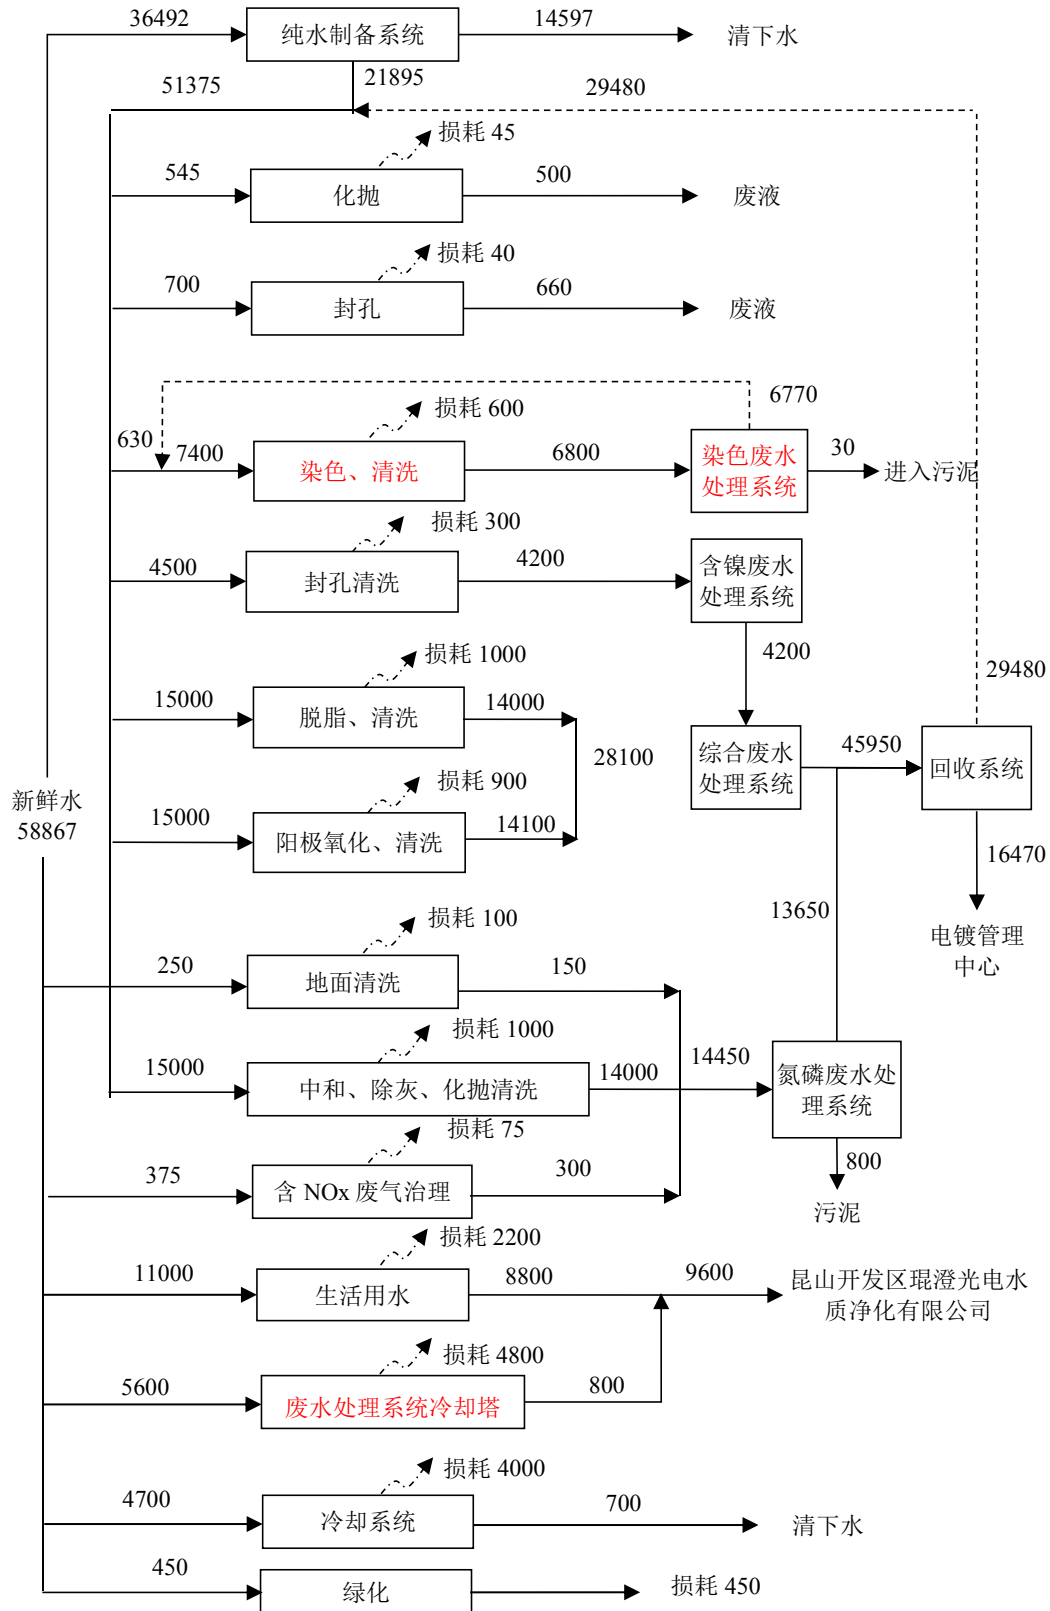 36492
纯水制备系统
14597
清下水
21895
51375
29480
损耗 45
545
化抛
500
废液
损耗 40
700
封孔
660
废液
6770
损耗 600
630
7400
染色、清洗
6800
染色废水
处理系统
30
进入污泥
损耗 300
4500
封孔清洗
4200
含镍废水
处理系统
4200
29480
损耗 1000
15000
脱脂、清洗
14000
28100
综合废水
处理系统
45950
回收系统
新鲜水
58867
损耗 900
15000
阳极氧化、清洗
14100
16470
13650
电镀管理
中心
损耗 100
250
地面清洗
150
损耗 1000
15000
中和、除灰、化抛清洗
14000
14450
氮磷废水处
理系统
800
污泥
损耗 75
375
含 NOx 废气治理
300
损耗 2200
11000
生活用水
8800
9600
昆山开发区琨澄光电水
质净化有限公司
损耗 4800
5600
废水处理系统冷却塔
800
损耗 4000
4700
冷却系统
700
清下水
450
绿化
损耗 450